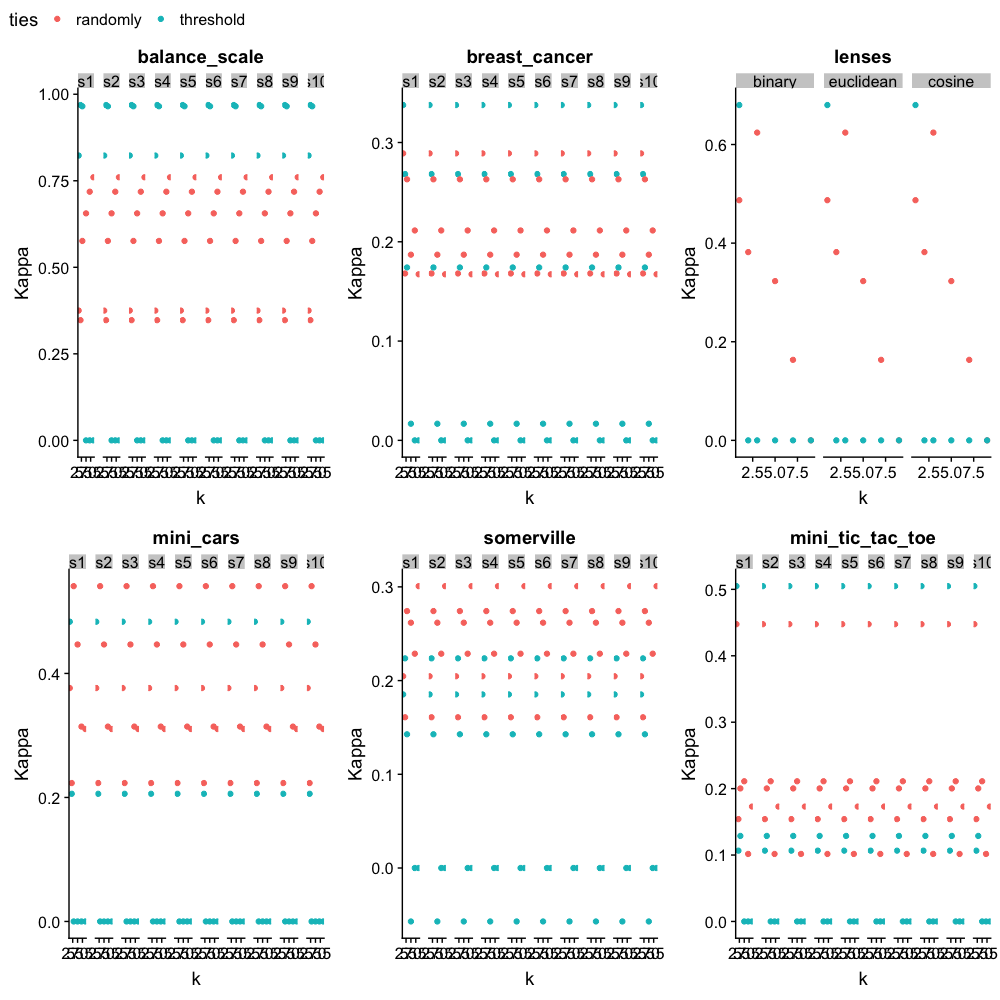 ties randomly threshold
balance_scale
s1 s2 s3 s4 s5 s6 s7 s8 s9
1.00
0.75
0.50
0.25
0.00
Kappa
k
breast_cancer
s1 s2 s3 s4 s5 s6 s7 s8 s9
0.3
0.2
0.1
0.0
Kappa
k
lenses
binary euclidean cosine
0.6
0.4
0.2
0.0
Kappa
2.55.07.5 2.55.07.5 2.55.07.5
k
mini_cars
s1 s2 s3 s4 s5 s6 s7 s8 s9
0.4
0.2
0.0
Kappa
k
somerville
s1 s2 s3 s4 s5 s6 s7 s8 s9
0.3
0.2
0.1
0.0
Kappa
k
mini_tic_tac_toe
s1 s2 s3 s4 s5 s6 s7 s8 s9
0.5
0.4
0.3
0.2
0.1
0.0
Kappa
k